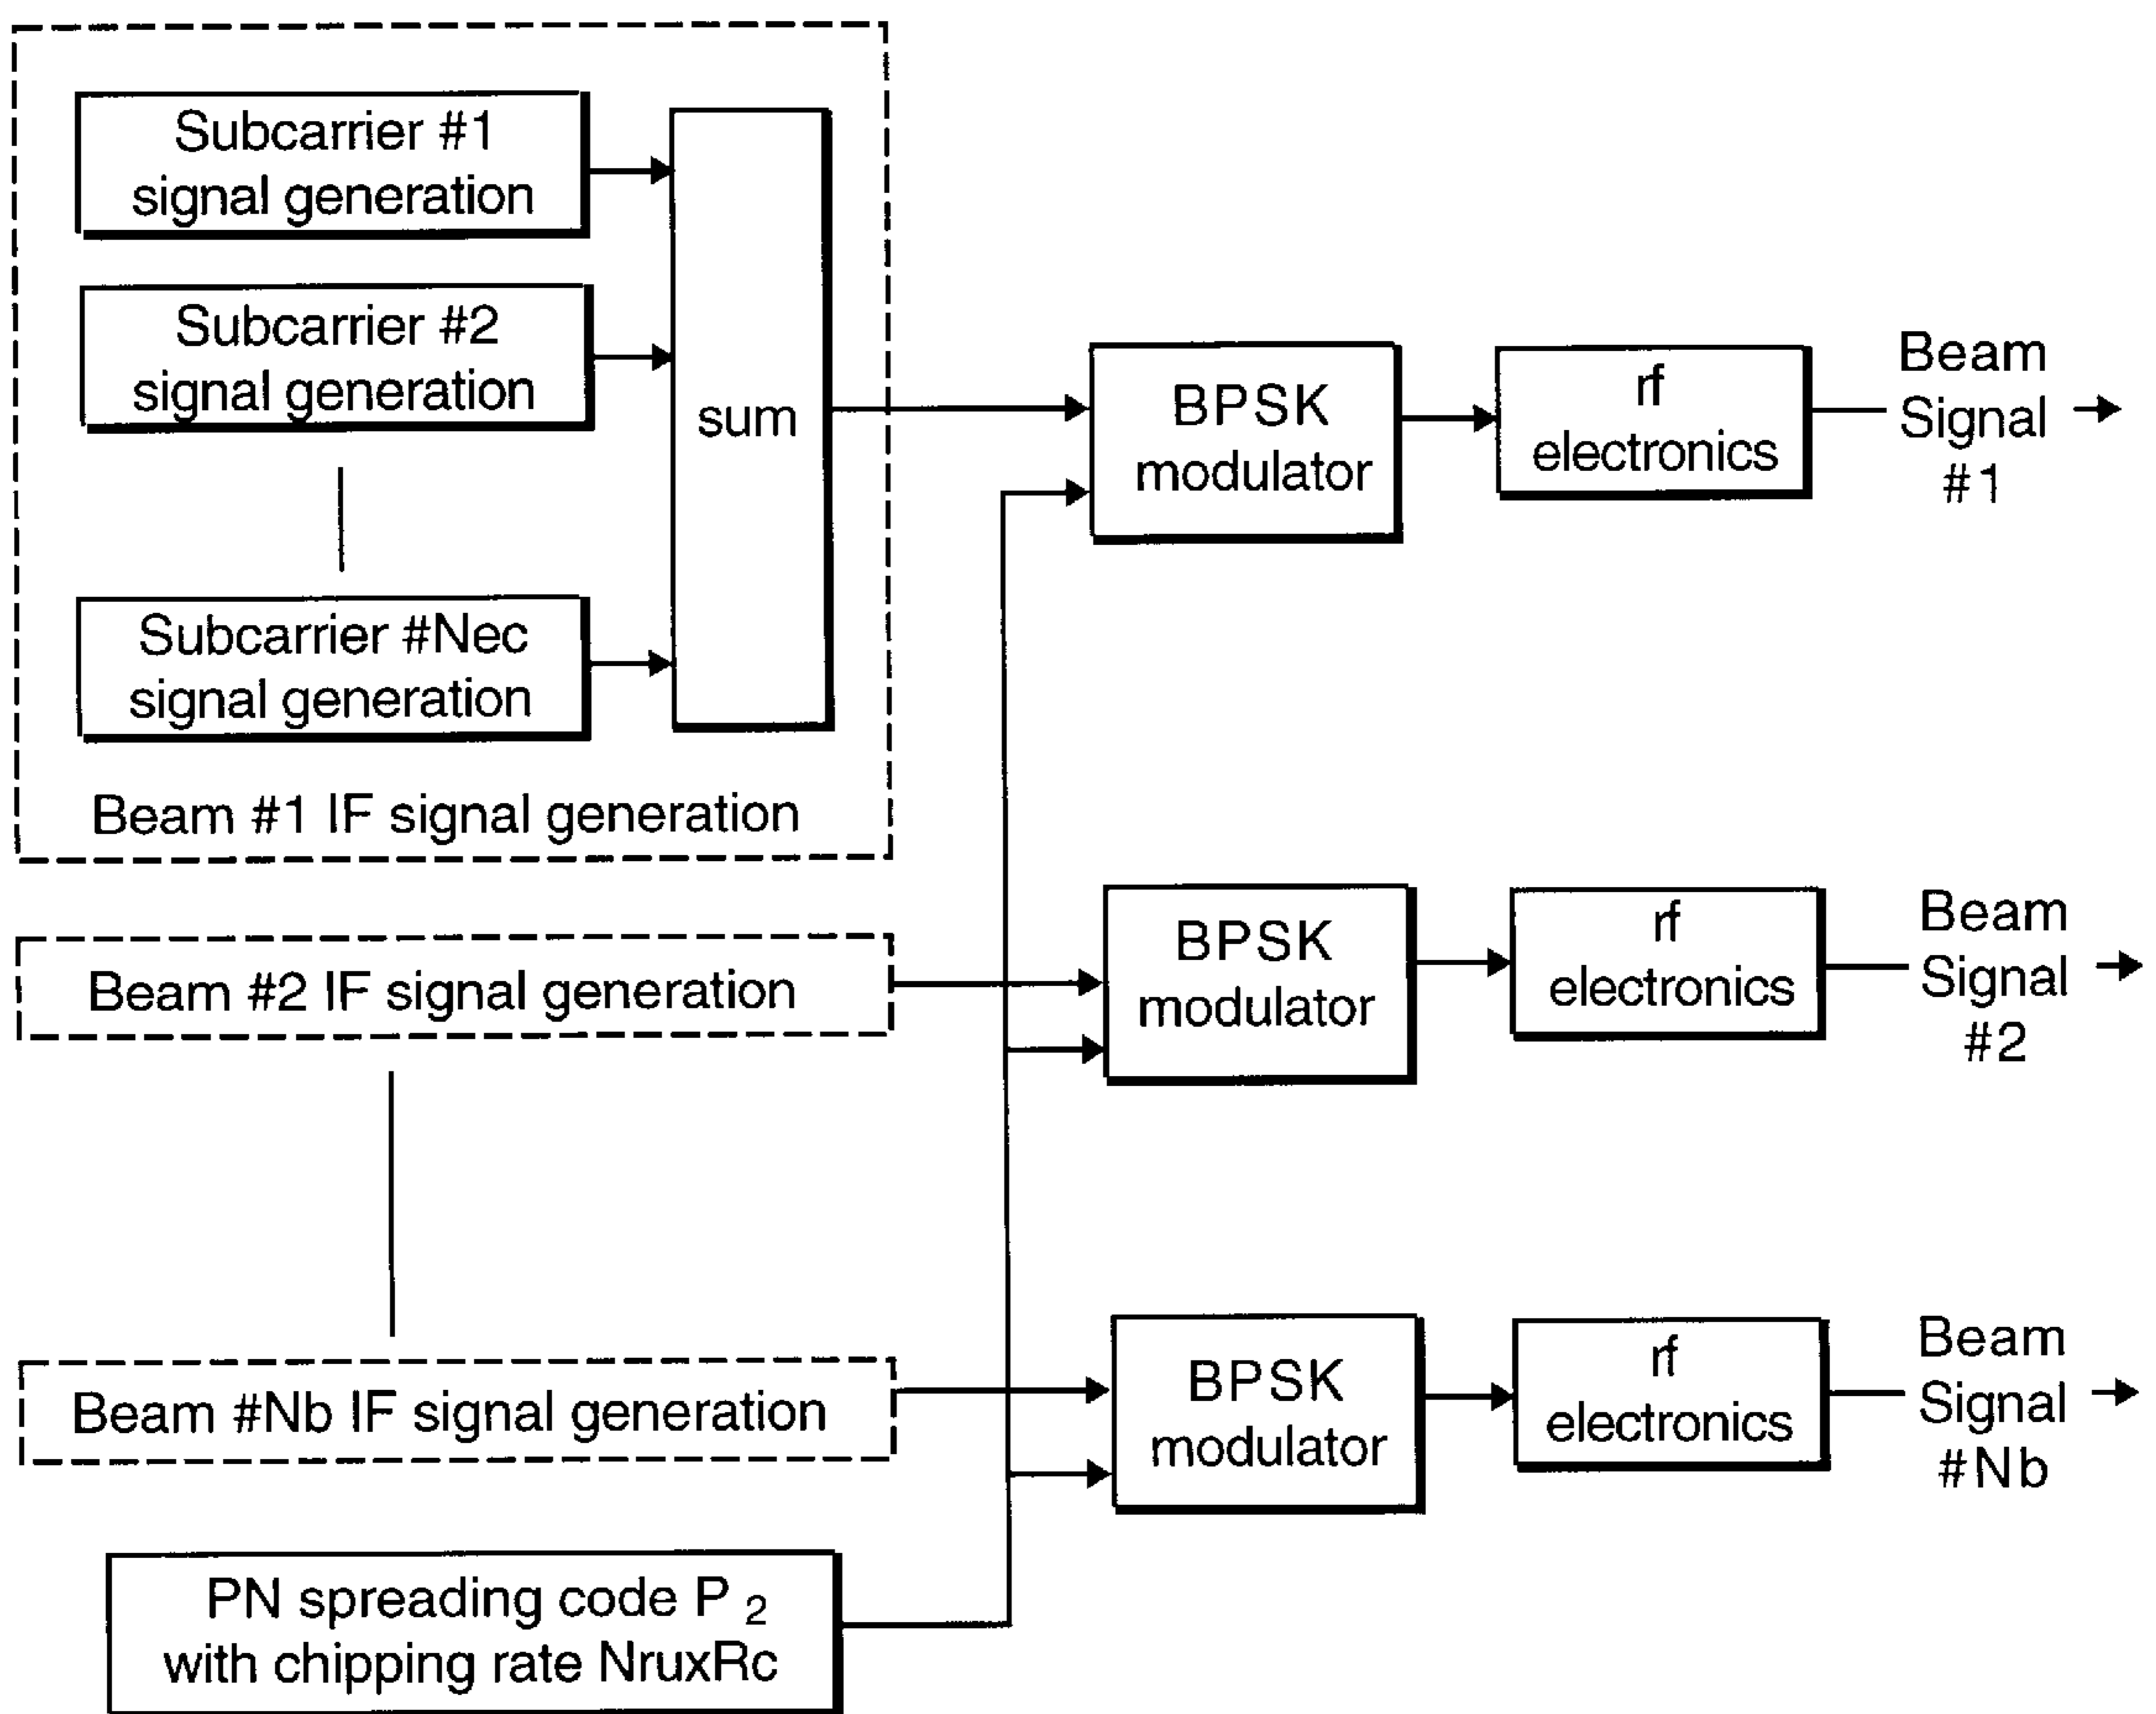 Subcarrier #1
signal generation
Subcarrier #2
signal generation
Subcarrier #Nec
signal generation
sum
Beam #1 IF signal generation
BPSK
modulator
rf
electronics
Beam
Signal
#1
Beam #2 IF signal generation
BPSK
modulator
rf
electronics
Beam
Signal
#2
Beam #Nb IF signal generation
BPSK
modulator
rf
electronics
Beam
Signal
#Nb
PN spreading code P 2
with chipping rate NruxRc